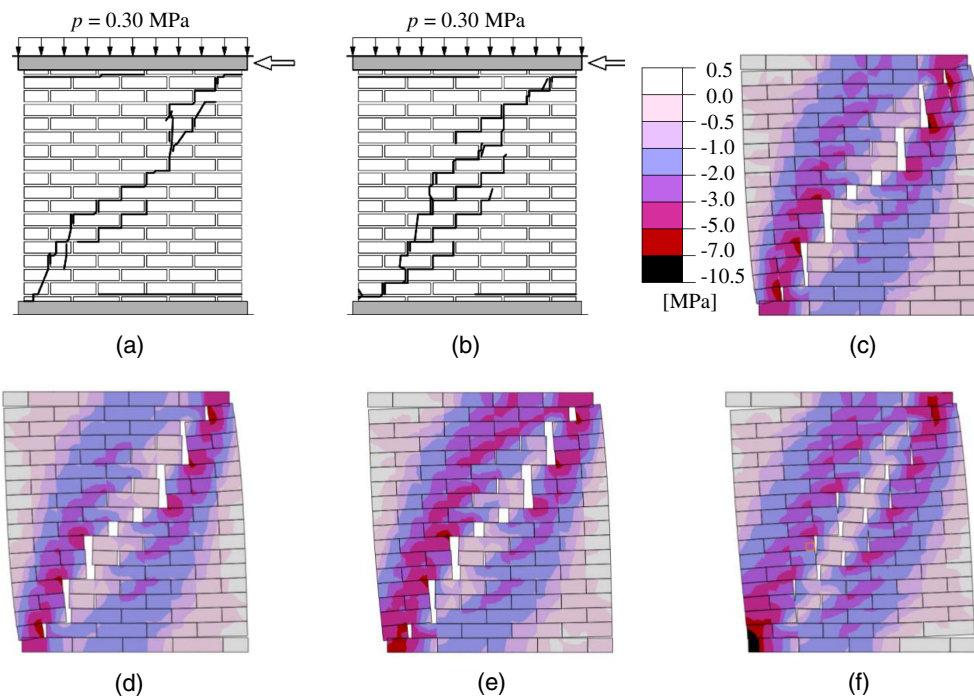 p = 0.30 MPa
p = 0.30 MPa
0.5
0.0
-0.5
-1.0
-2.0
-3.0
-5.0
-7.0
-10.5
[MPa]
(a)
(b)
(c)
(d)
(e)
(f)